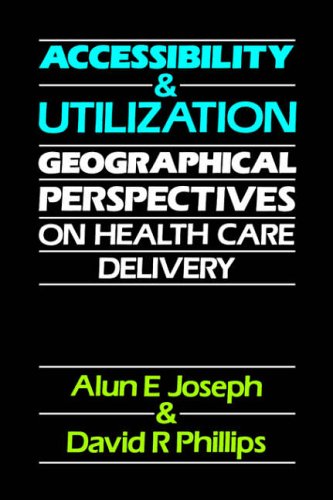 ACCESSIBILITY
&
UTILIZATION
GEOGRAPHICAL
PERSPECTIVES
ON HEALTH CARE
DELIVERY
Alun E Joseph
&
David R Phillips